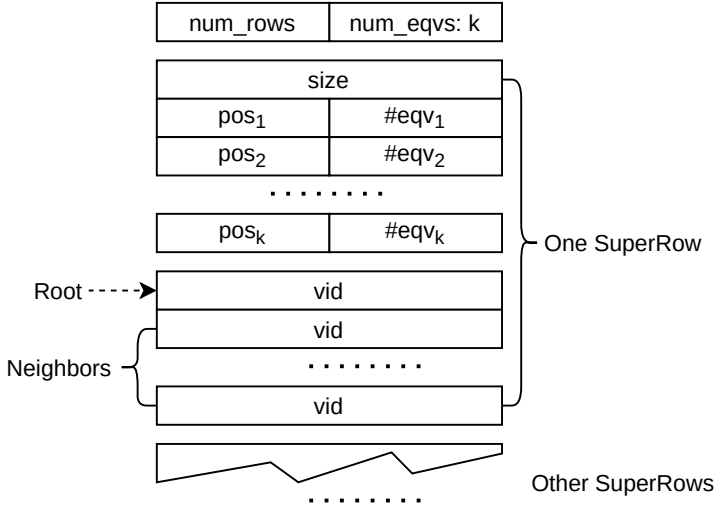 num_rows num_eqvs: k
size
pos₁ #eqv₁
pos₂ #eqv₂
........
posₖ #eqvₖ
One SuperRow
Root vid
vid
Neighbors
........
vid
Other SuperRows
........